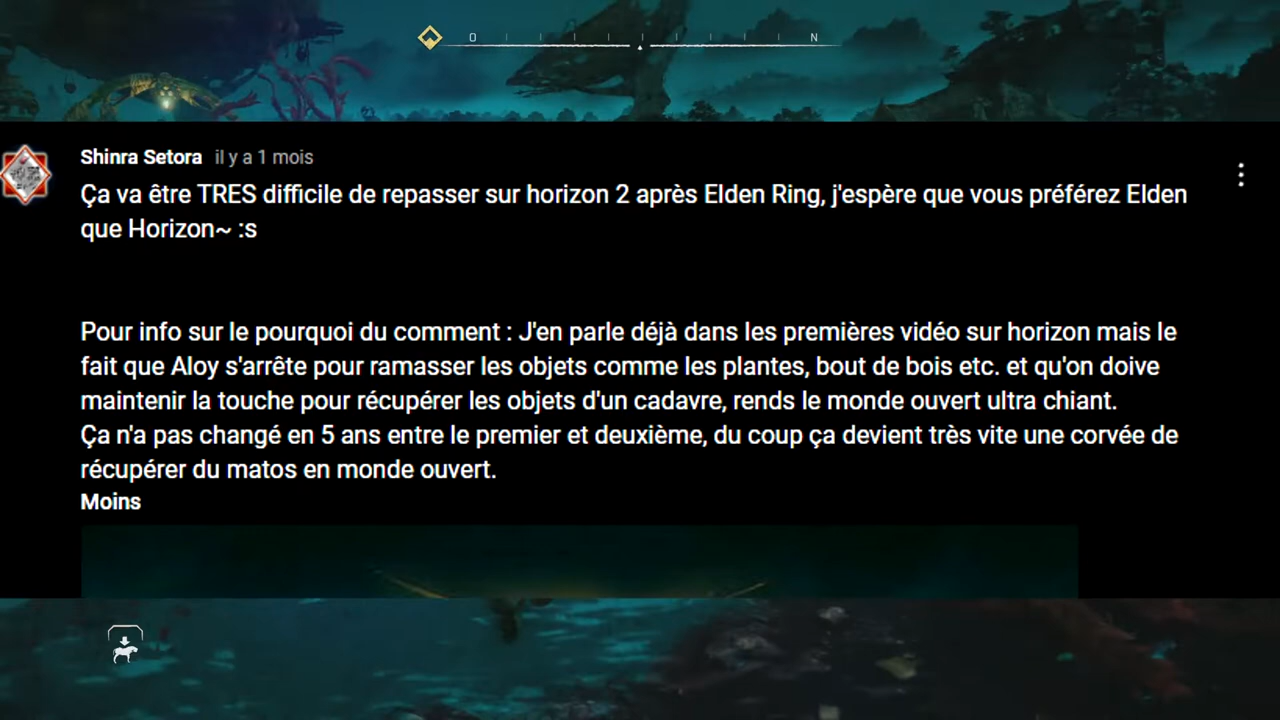 O
N
Shinra Setora il y a 1 mois
Ça va être TRES difficile de repasser sur horizon 2 après Elden Ring, j'espère que vous préférez Elden
que Horizon~ :s
Pour info sur le pourquoi du comment : J'en parle déjà dans les premières vidéo sur horizon mais le
fait que Aloy s'arrête pour ramasser les objets comme les plantes, bout de bois etc. et qu'on doive
maintenir la touche pour récupérer les objets d'un cadavre, rends le monde ouvert ultra chiant.
Ça n'a pas changé en 5 ans entre le premier et deuxième, du coup ça devient très vite une corvée de
récupérer du matos en monde ouvert.
Moins